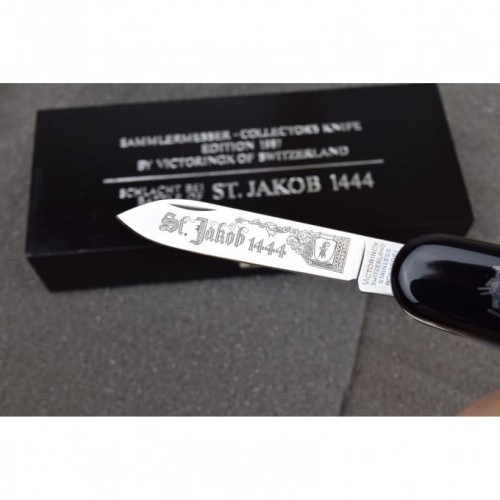 SAMMLERMESSER - COLLECTOR'S KNIFE
EDITION 1987
BY VICTORINOX OF SWITZERLAND
SCHLACHT BEI
ST. JAKOB 1444
St. Jakob 1444
VICTORINOX
SWITZERLAND
STAINLESS